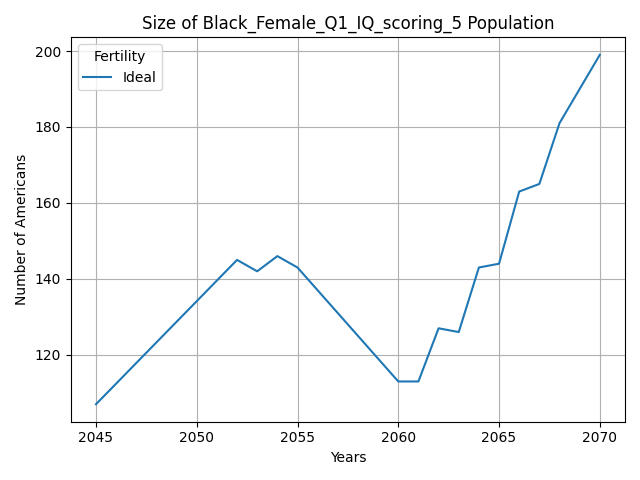 Size of Black_Female_Q1_IQ_scoring_5 Population
Fertility
Ideal
Number of Americans
200
180
160
140
120
2045 2050 2055 2060 2065 2070
Years